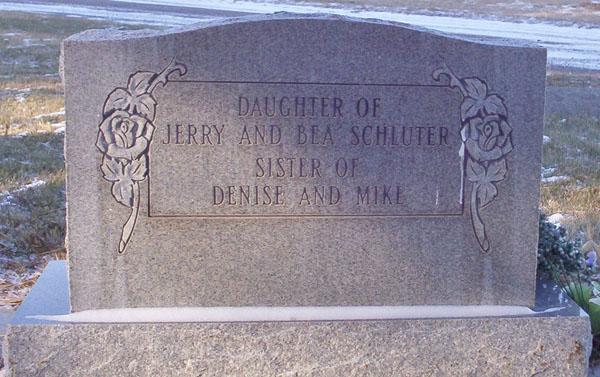 DAUGHTER OF
JERRY AND BEA SCHLUTER
SISTER OF
DENISE AND MIKE